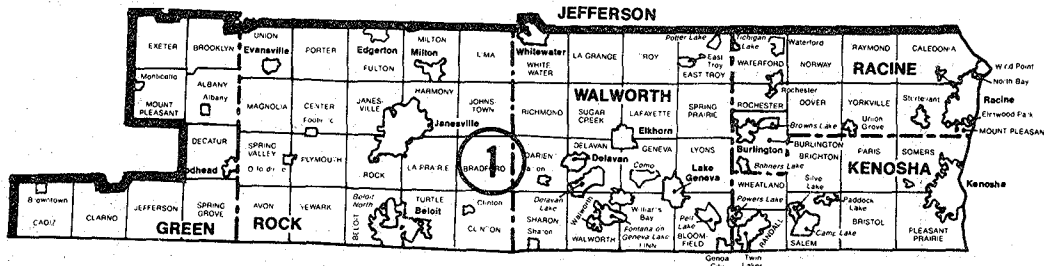 JEFFERSON
EXETER
BROOKLYN
UNION
Evansville
PORTER
Edgerton
FULTON
MILTON
Milton
LIMA
Whitewater
WHITE
WATER
LA GRANGE
TROY
Potter Lake
East
Troy
EAST TROY
Tichigan
Lake
Waterford
WATERFORD
NORWAY
RAYMOND
CALEDONIA
RACINE
Wind Point
North Bay
Racine
Elmwood Park
MOUNT PLEASANT
Monticello
MOUNT
PLEASANT
ALBANY
Albany
MAGNOLIA
CENTER
Footville
JANES-
VILLE
Janesville
HARMONY
JOHNS
TOWN
RICHMOND
WALWORTH
SUGAR
CREEK
LAFAYETTE
Elkhorn
SPRING
PRAIRIE
Rochester
ROCHESTER
DOVER
Browns Lake
YORKVILLE
Union
Grove
Sturtevant
DECATUR
Brodhead
SPRING
VALLEY
Orfordville
PLYMOUTH
ROCK
LA PRAIRIE
BRADFORD
1
DARIEN
Darien
DELAVAN
Delavan
Delavan
Lake
GENEVA
Como
LYONS
Lake
Geneva
Burlington
BURLINGTON
Bohners Lake
BRIGHTON
PARIS
SOMERS
KENOSHA
Kenosha
Browntown
CADIZ
CLARNO
JEFFERSON
SPRING
GROVE
GREEN
AVON
ROCK
NEWARK
Beloit
North
BELOIT
TURTLE
Beloit
Clinton
CLINTON
SHARON
Sharon
Walworth
WALWORTH
Williams
Bay
Fontana on
Geneva Lake
LINN
Pell
Lake
BLOOM-
FIELD
Genoa
City
WHEATLAND
Powers Lake
RANDALL
Twin
Lakes
Silver
Lake
SALEM
Camp Lake
Paddock
Lake
BRISTOL
PLEASANT
PRAIRIE